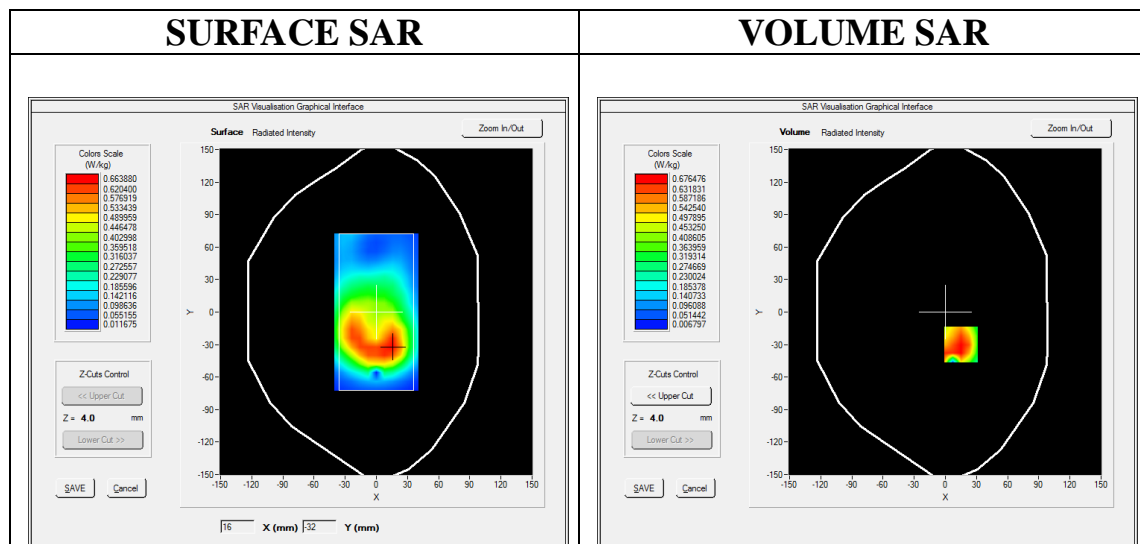 SURFACE SAR
VOLUME SAR
SAR Visualisation Graphical Interface
Surface Radiated Intensity
Zoom In/Out
Colors Scale
(W/kg)
0.663880
0.620400
0.576919
0.533439
0.489959
0.446478
0.402998
0.359518
0.316037
0.272557
0.229077
0.185596
0.142116
0.098636
0.055155
0.011675
Z-Cuts Control
<< Upper Cut
Z = 4.0 mm
Lower Cut >>
SAVE Cancel
150
120
90
60
30
0
-30
-60
-90
-120
-150
Y
-150 -120 -90 -60 -30 0 30 60 90 120 150
X
16 X (mm) -32 Y (mm)
SAR Visualisation Graphical Interface
Volume Radiated Intensity
Zoom In/Out
Colors Scale
(W/kg)
0.676476
0.631831
0.587186
0.542540
0.497895
0.453250
0.408605
0.363959
0.319314
0.274669
0.230024
0.185378
0.140733
0.096088
0.051442
0.006797
Z-Cuts Control
<< Upper Cut
Z = 4.0 mm
Lower Cut >>
SAVE Cancel
150
120
90
60
30
0
-30
-60
-90
-120
-150
Y
-150 -120 -90 -60 -30 0 30 60 90 120 150
X